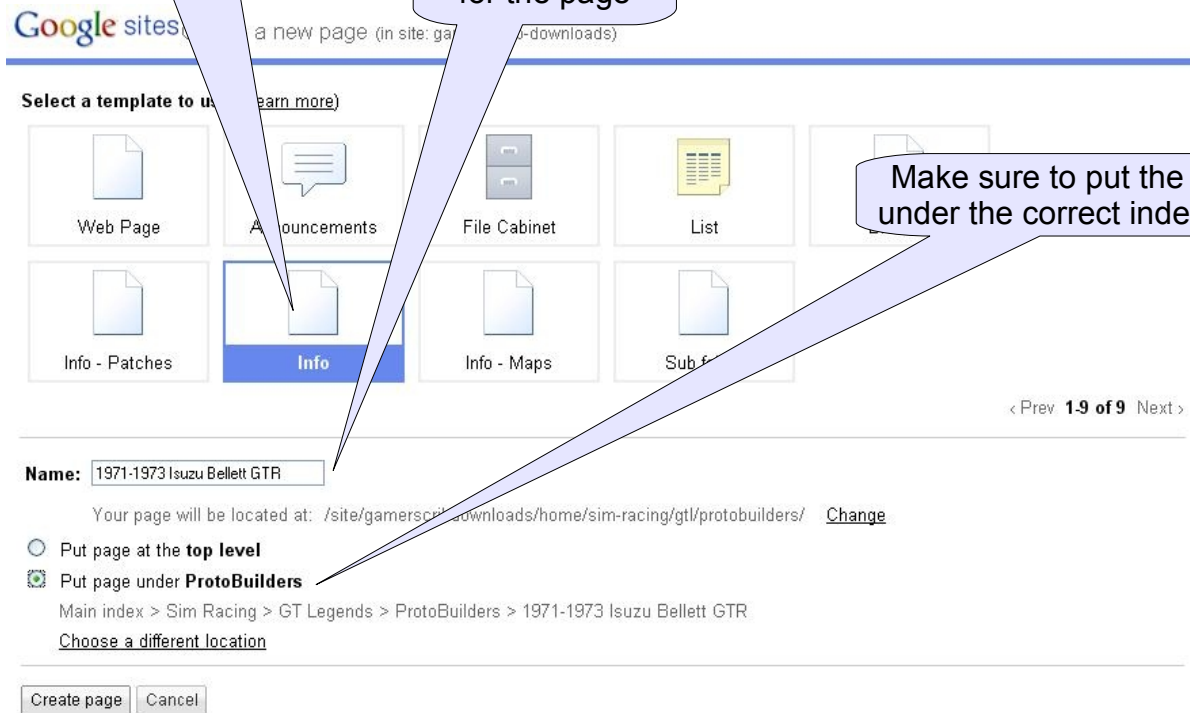 for the page
Google sites a new page (in site: -downloads)
Select a template to learn more)
Make sure to put the
under the correct
Web Page
File Cabinet
List
Info - Patches
Info
Info - Maps
Sub
‹ Prev 1-9 of 9 Next ›
Name: 1971-1973 Isuzu Bellett GTR
Your page will be located at: /site/gamerscri downloads/home/sim-racing/gtl/protobuilders/ Change
Put page at the top level
Put page under ProtoBuilders
Main index > Sim Racing > GT Legends > ProtoBuilders > 1971-1973 Isuzu Bellett GTR
Choose a different location
Create page
Cancel